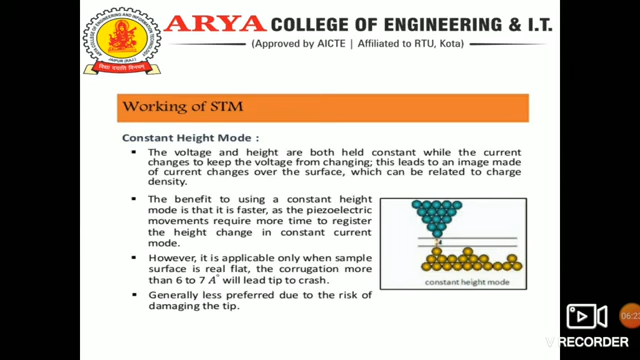 ARYA COLLEGE OF ENGINEERING & I.T.
(Approved by AICTE | Affiliated to RTU, Kota)
Working of STM
Constant Height Mode :
▪ The voltage and height are both held constant while the current
changes to keep the voltage from changing; this leads to an image made
of current changes over the surface, which can be related to charge
density.
▪ The benefit to using a constant height
mode is that it is faster, as the piezoelectric
movements require more time to register
the height change in constant current
mode.
▪ However, it is applicable only when sample
surface is real flat, the corrugation more
than 6 to 7 A° will lead tip to crash.
▪ Generally less preferred due to the risk of
damaging the tip.
constant height mode
06:2
V RECORDER